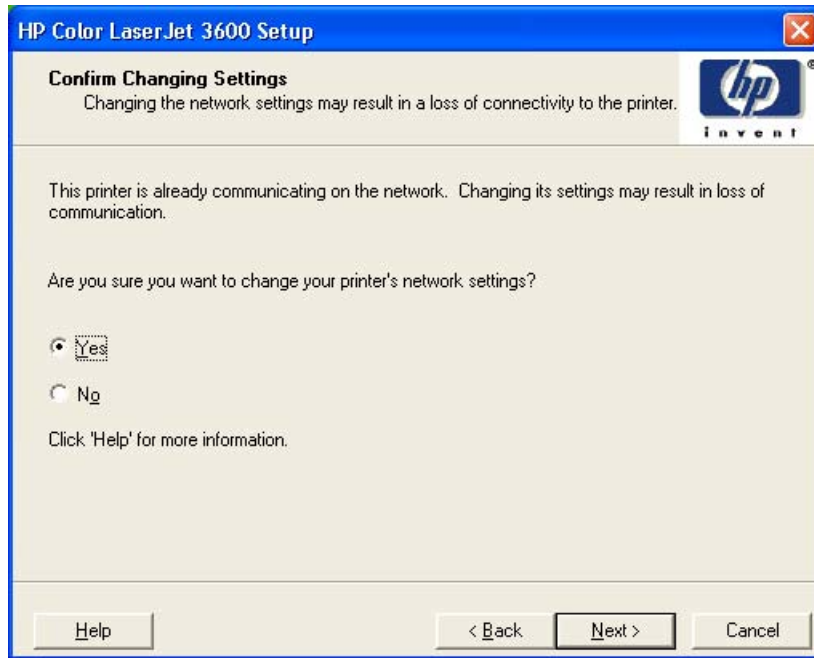 HP Color LaserJet 3600 Setup
Confirm Changing Settings
Changing the network settings may result in a loss of connectivity to the printer.
hp
®
invent
This printer is already communicating on the network. Changing its settings may result in loss of
communication.
Are you sure you want to change your printer's network settings?
Yes
No
Click 'Help' for more information.
Help
< Back
Next >
Cancel